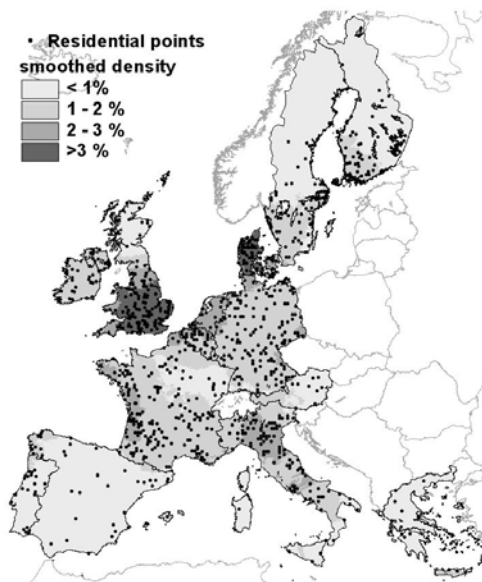 • Residential points
smoothed density
< 1%
1 - 2 %
2 - 3 %
>3 %